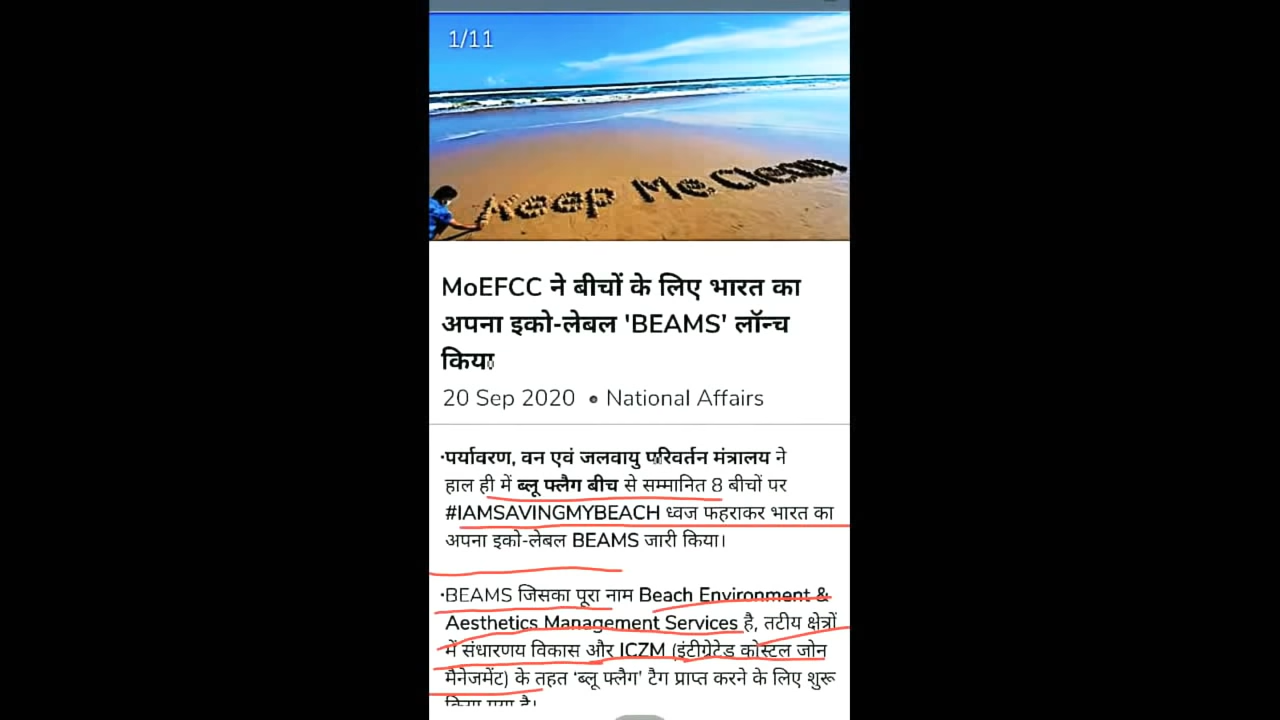 1/11
Keep Me Clean
MoEFCC ने बीचों के लिए भारत का
अपना इको-लेबल 'BEAMS' लॉन्च
किया
20 Sep 2020 • National Affairs
·पर्यावरण, वन एवं जलवायु परिवर्तन मंत्रालय ने
हाल ही में ब्लू फ्लैग बीच से सम्मानित 8 बीचों पर
#IAMSAVINGMYBEACH ध्वज फहराकर भारत का
अपना इको-लेबल BEAMS जारी किया।
·BEAMS जिसका पूरा नाम Beach Environment &
Aesthetics Management Services है, तटीय क्षेत्रों
में संधारणय विकास और ICZM (इंटीग्रेटेड कोस्टल जोन
मैनेजमेंट) के तहत 'ब्लू फ्लैग' टैग प्राप्त करने के लिए शुरू
किया गया है।